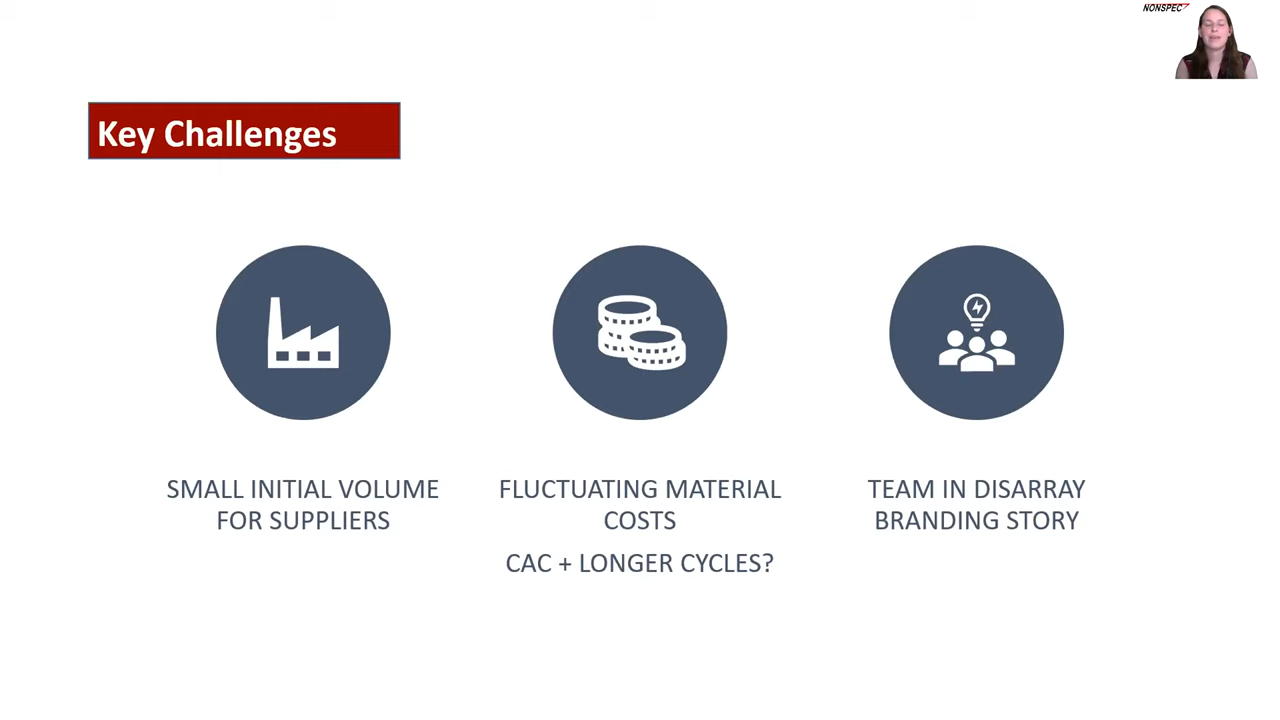 NONSPEC
Key Challenges
SMALL INITIAL VOLUME
FOR SUPPLIERS
FLUCTUATING MATERIAL
COSTS
CAC + LONGER CYCLES?
TEAM IN DISARRAY
BRANDING STORY